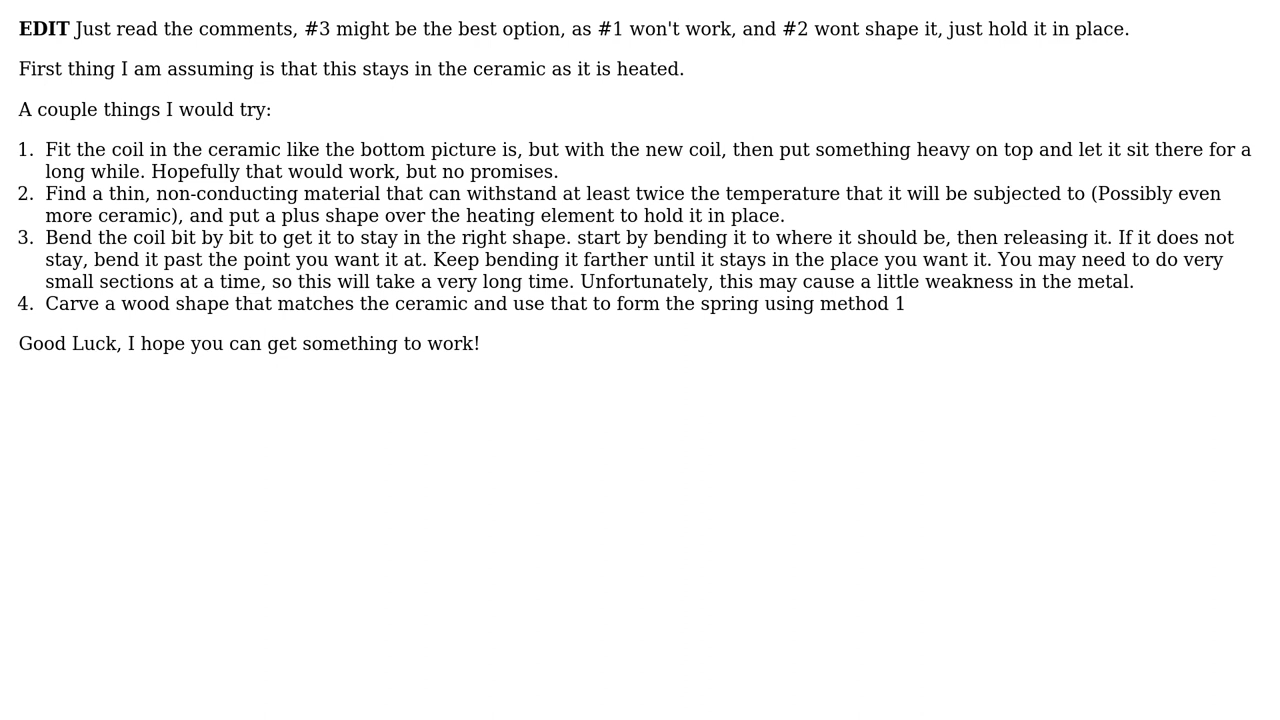 EDIT Just read the comments, #3 might be the best option, as #1 won't work, and #2 wont shape it, just hold it in place.
First thing I am assuming is that this stays in the ceramic as it is heated.
A couple things I would try:
1. Fit the coil in the ceramic like the bottom picture is, but with the new coil, then put something heavy on top and let it sit there for a
long while. Hopefully that would work, but no promises.
2. Find a thin, non-conducting material that can withstand at least twice the temperature that it will be subjected to (Possibly even
more ceramic), and put a plus shape over the heating element to hold it in place.
3. Bend the coil bit by bit to get it to stay in the right shape. start by bending it to where it should be, then releasing it. If it does not
stay, bend it past the point you want it at. Keep bending it farther until it stays in the place you want it. You may need to do very
small sections at a time, so this will take a very long time. Unfortunately, this may cause a little weakness in the metal.
4. Carve a wood shape that matches the ceramic and use that to form the spring using method 1
Good Luck, I hope you can get something to work!